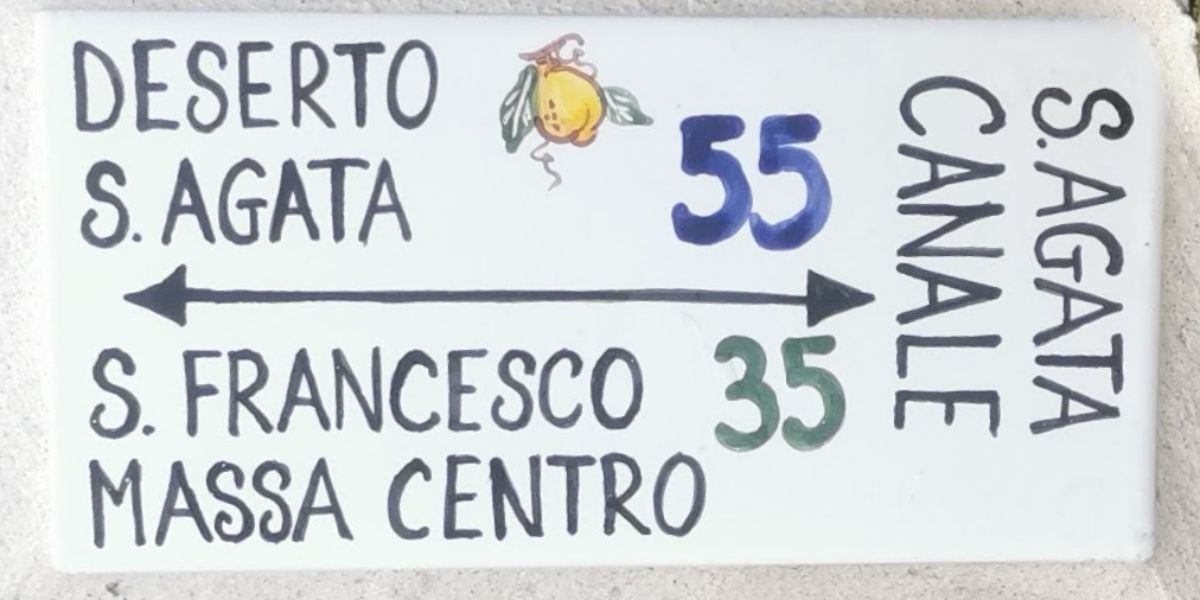 DESERTO
S. AGATA
55
S. FRANCESCO
35
MASSA CENTRO
S. AGATA
CANALE